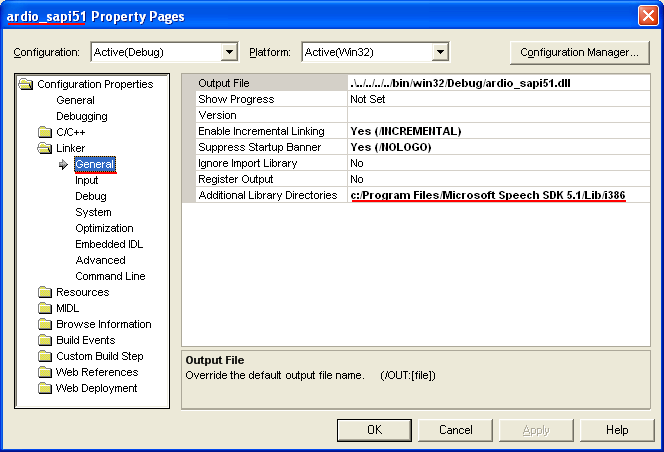 ardio_sapi51 Property Pages
Configuration: Active(Debug) Platform: Active(Win32) Configuration Manager...
Configuration Properties
General
Debugging
C/C++
Linker
General
Input
Debug
System
Optimization
Embedded IDL
Advanced
Command Line
Resources
MIDL
Browse Information
Build Events
Custom Build Step
Web References
Web Deployment
Output File .\../../../../bin/win32/Debug/ardio_sapi51.dll
Show Progress Not Set
Version
Enable Incremental Linking Yes (/INCREMENTAL)
Suppress Startup Banner Yes (/NOLOGO)
Ignore Import Library No
Register Output No
Additional Library Directories c:/Program Files/Microsoft Speech SDK 5.1/Lib/i386
Output File
Override the default output file name. (/OUT:[file])
OK Cancel Apply Help